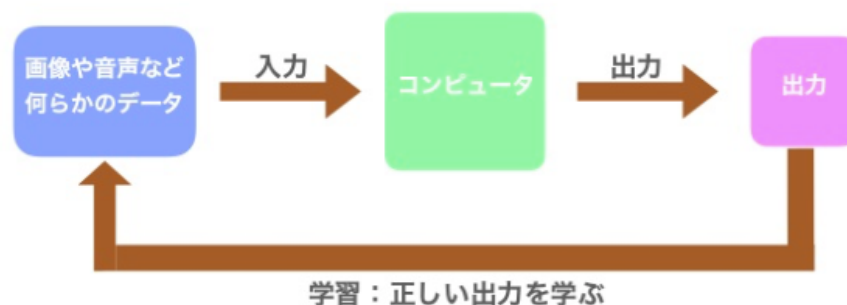 画像や音声など
何らかのデータ
入力
コンピュータ
出力
出力
学習：正しい出力を学ぶ